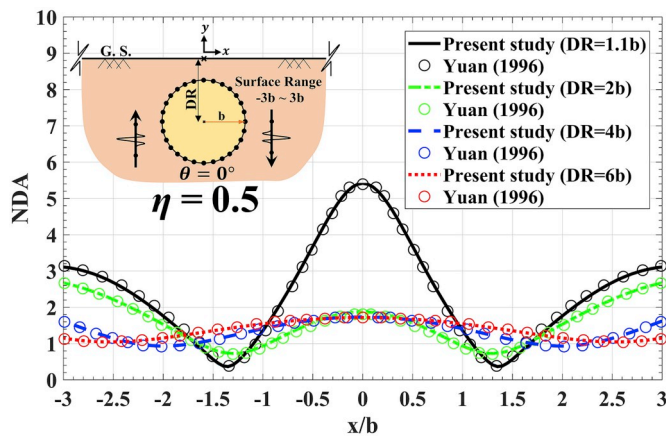 10
9
8
7
6
5
4
3
2
1
0
NDA
-3
-2.5
-2
-1.5
-1
-0.5
0
0.5
1
1.5
2
2.5
3
x/b
G. S.
y
x
DR
b
Surface Range
-3b ~ 3b
θ = 0°
η = 0.5
Present study (DR=1.1b)
Yuan (1996)
Present study (DR=2b)
Yuan (1996)
Present study (DR=4b)
Yuan (1996)
Present study (DR=6b)
Yuan (1996)